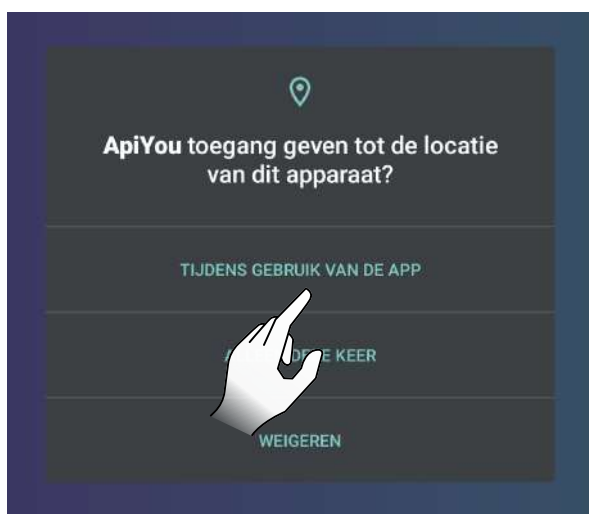 ApiYou toegang geven tot de locatie
van dit apparaat?
TIJDENS GEBRUIK VAN DE APP
KEER
WEIGEREN